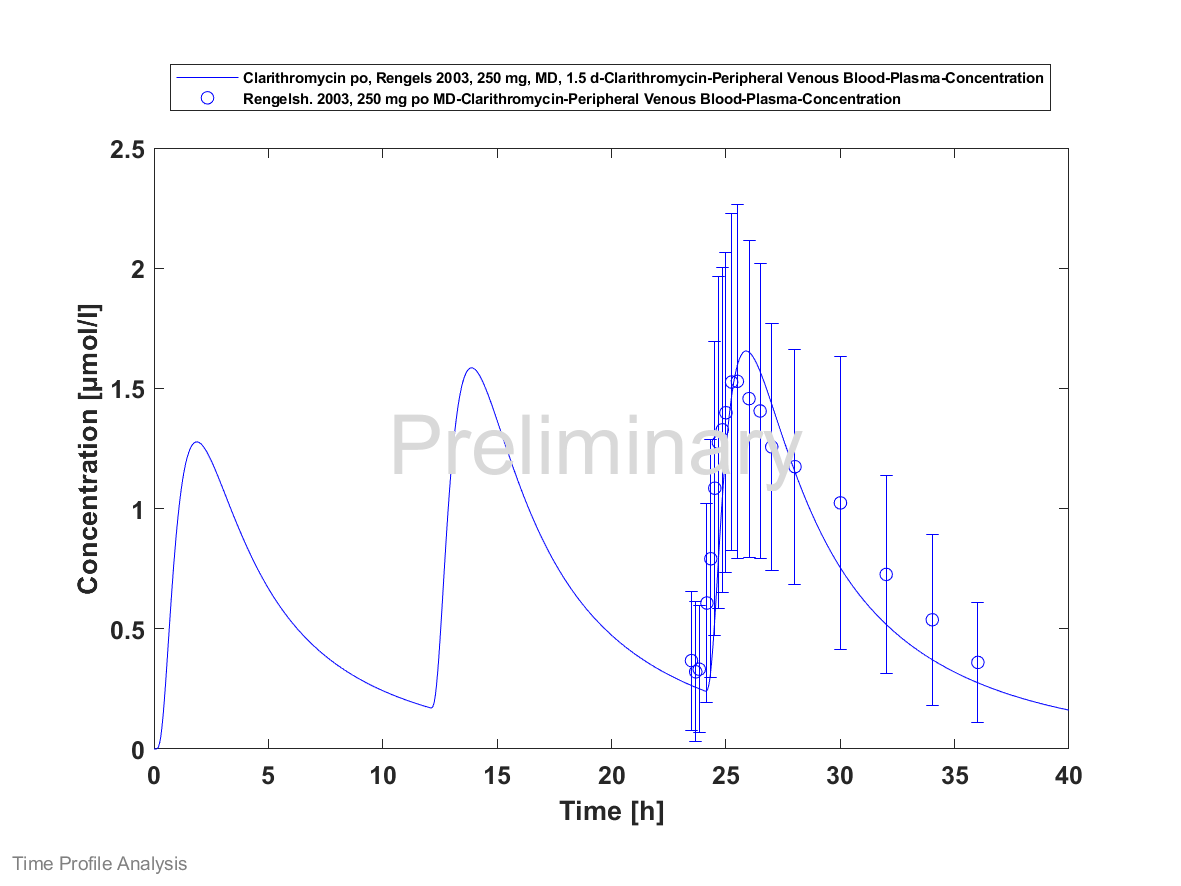 Clarithromycin po, Rengels 2003, 250 mg, MD, 1.5 d-Clarithromycin-Peripheral Venous Blood-Plasma-Concentration
Rengelsh. 2003, 250 mg po MD-Clarithromycin-Peripheral Venous Blood-Plasma-Concentration
2.5
2
1.5
1
0.5
0
Concentration [µmol/l]
Preliminary
0 5 10 15 20 25 30 35 40
Time [h]
Time Profile Analysis